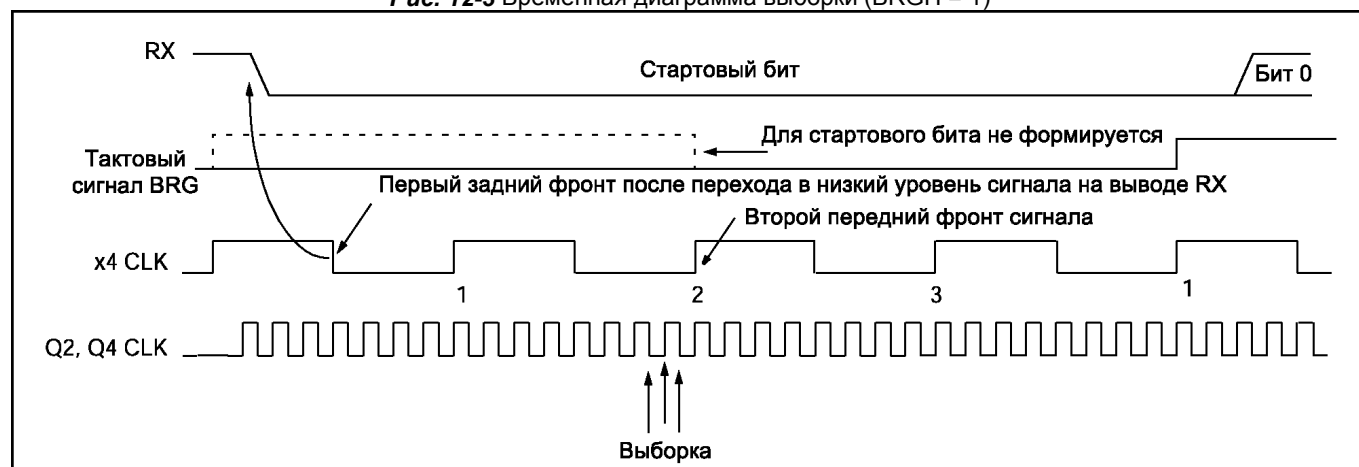 Рис. 12-5 Временная диаграмма выборки (BRGH = 1)
RX
Стартовый бит
Бит 0
Для стартового бита не формируется
Тактовый
сигнал BRG
Первый задний фронт после перехода в низкий уровень сигнала на выводе RX
Второй передний фронт сигнала
x4 CLK
1
2
3
1
Q2, Q4 CLK
Выборка